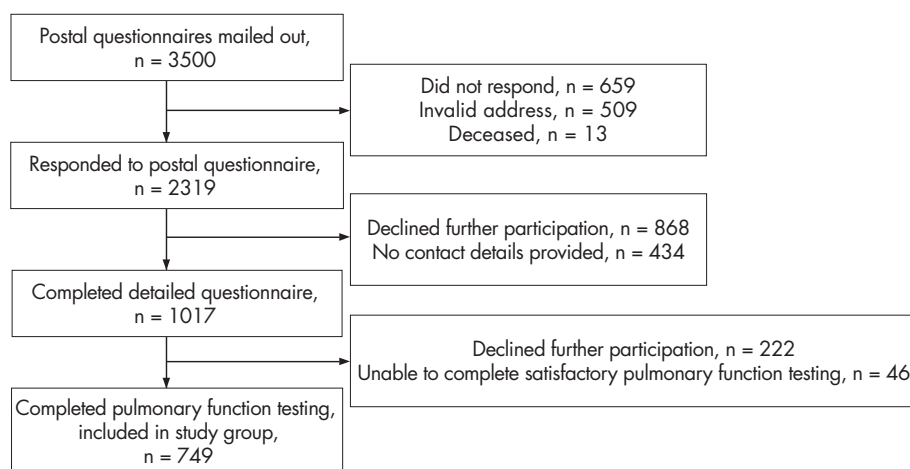 Postal questionnaires mailed out,
n = 3500
Did not respond, n = 659
Invalid address, n = 509
Deceased, n = 13
Responded to postal questionnaire,
n = 2319
Declined further participation, n = 868
No contact details provided, n = 434
Completed detailed questionnaire,
n = 1017
Declined further participation, n = 222
Unable to complete satisfactory pulmonary function testing, n = 46
Completed pulmonary function testing,
included in study group,
n = 749